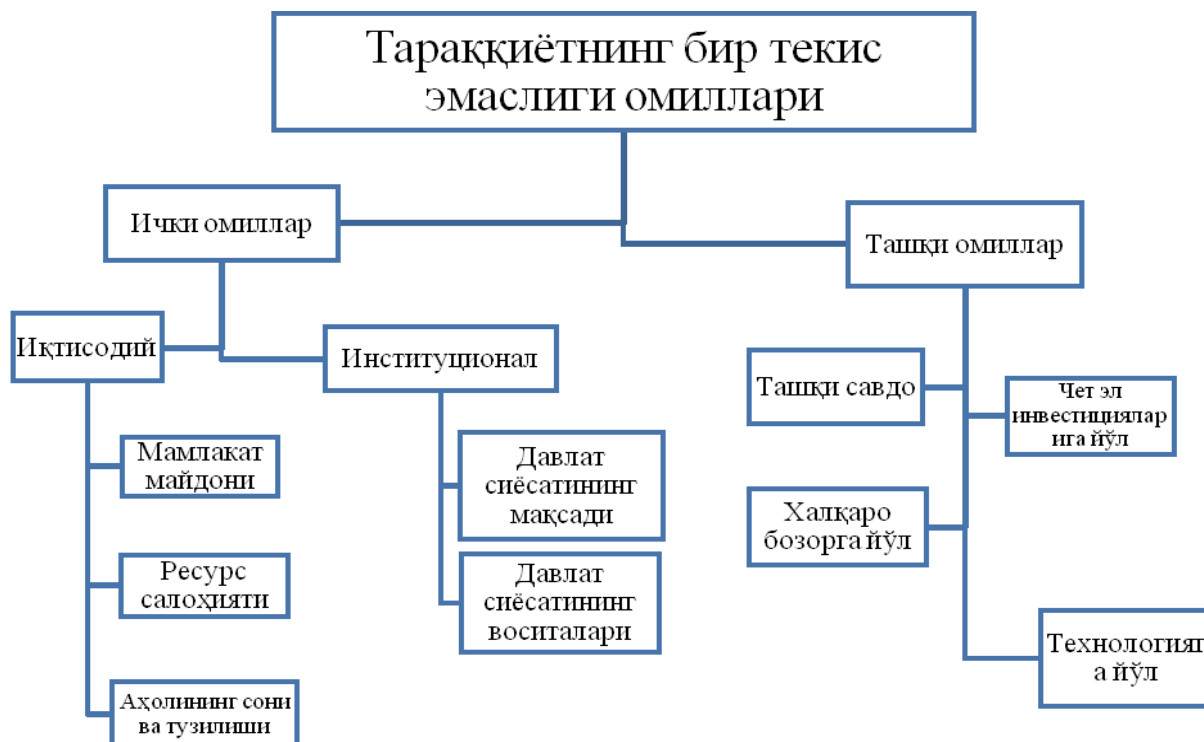 Тараққиётнинг бир текис
эмаслиги омиллари
Ички омиллар
Ташқи омиллар
Иқтисодий
Институционал
Мамлакат
майдони
Ресурс
салоҳияти
Аҳолининг сони
ва тузилиши
Давлат
сиёсатининг
мақсади
Давлат
сиёсатининг
воситалари
Ташқи савдо
Чет эл
инвестициялар
ига йўл
Халқаро
бозорга йўл
Технологияг
а йўл